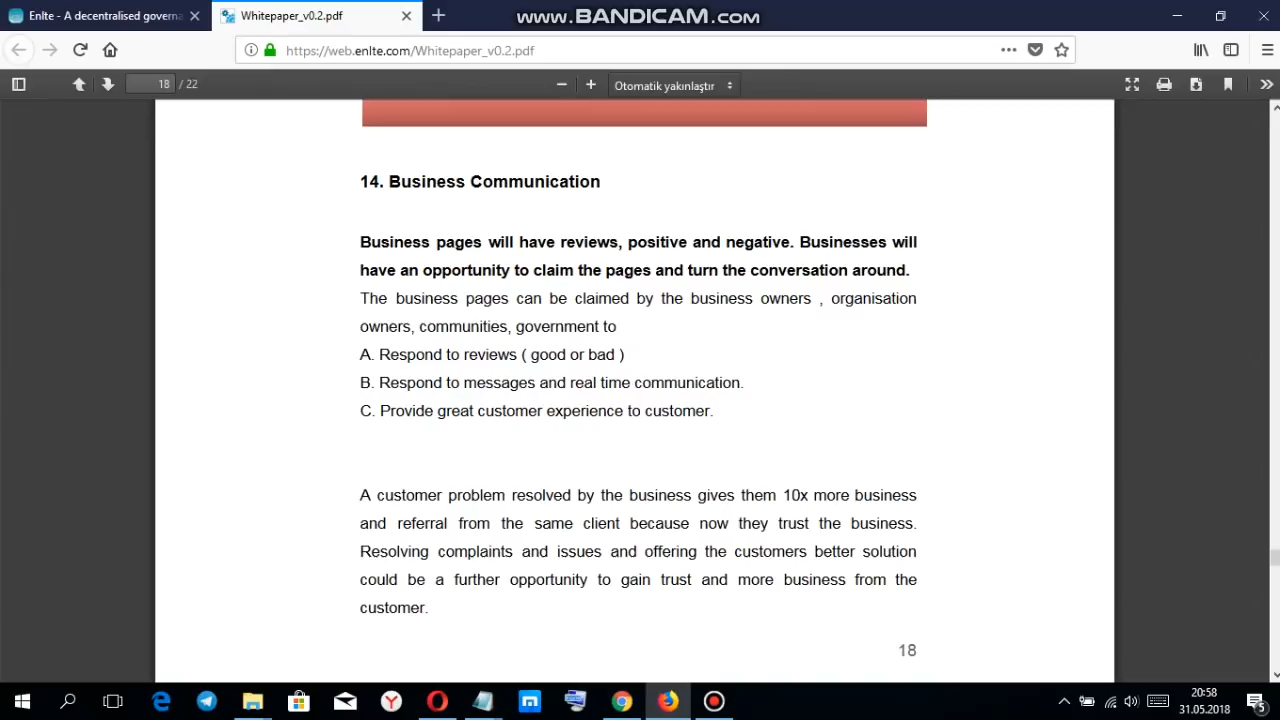 Enlte - A decentralised governa
Whitepaper_v0.2.pdf
www.BANDICAM.com
https://web.enlte.com/Whitepaper_v0.2.pdf
18 / 22
Otomatik yakınlaştır
14. Business Communication
Business pages will have reviews, positive and negative. Businesses will
have an opportunity to claim the pages and turn the conversation around.
The business pages can be claimed by the business owners , organisation
owners, communities, government to
A. Respond to reviews ( good or bad )
B. Respond to messages and real time communication.
C. Provide great customer experience to customer.
A customer problem resolved by the business gives them 10x more business
and referral from the same client because now they trust the business.
Resolving complaints and issues and offering the customers better solution
could be a further opportunity to gain trust and more business from the
customer.
18
20:58
31.05.2018
5